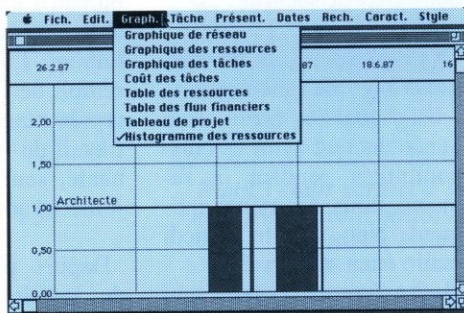 Fich. Edit. Graph. Tâche Présent. Dates Rech. Caract. Style
Graphique de réseau
Graphique des ressources
Graphique des tâches
Coût des tâches
Table des ressources
Table des flux financiers
Tableau de projet
✓Histogramme des ressources
26.2.87 87 18.6.87 16
2,00
1,50
Architecte
1,00
0,50
0,00